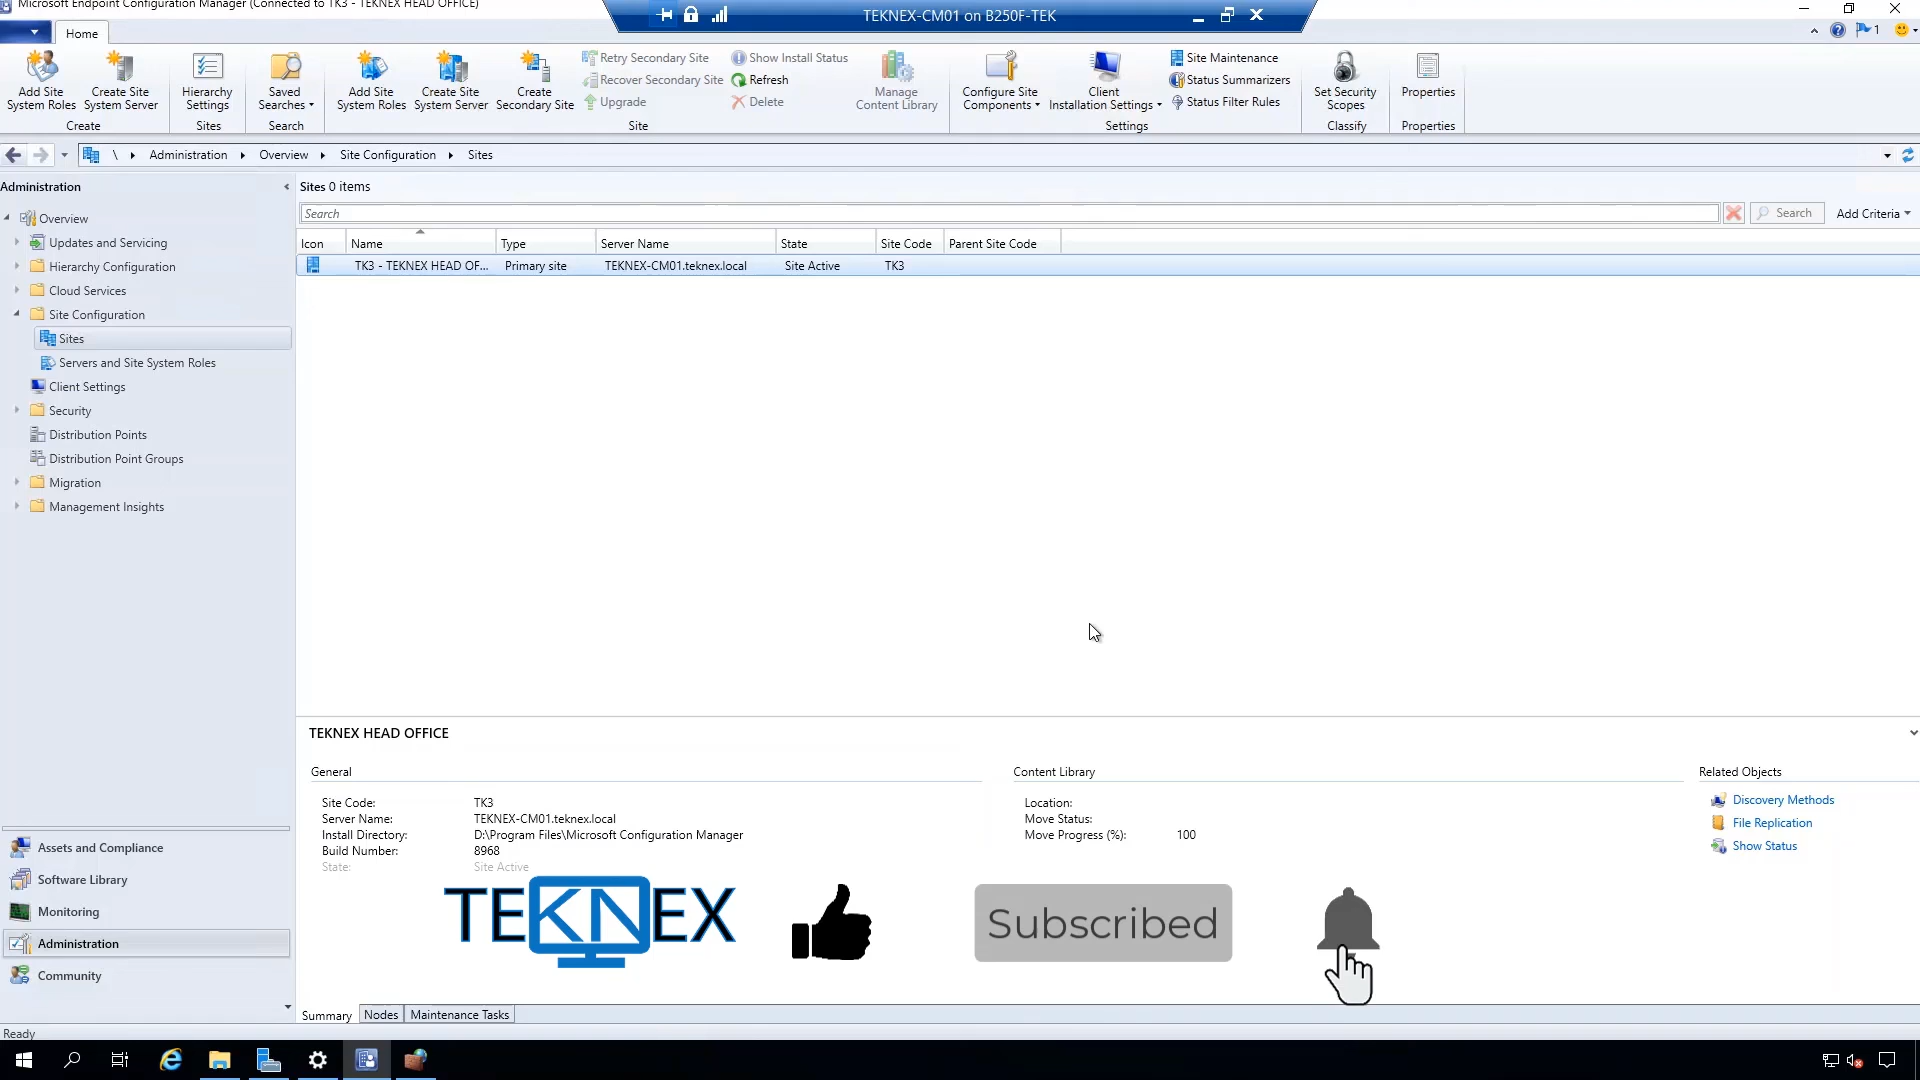 Microsoft Endpoint Configuration Manager (Connected to TK3 - TEKNEX HEAD OFFICE)
TEKNEX-CM01 on B250F-TEK
Home
1
Add Site System Roles
Create Site System Server
Create
Hierarchy Settings
Sites
Saved Searches
Search
Add Site System Roles
Create Site System Server
Create Secondary Site
Retry Secondary Site
Recover Secondary Site
Upgrade
Show Install Status
Refresh
Delete
Manage Content Library
Site
Configure Site Components
Client Installation Settings
Site Maintenance
Status Summarizers
Status Filter Rules
Settings
Set Security Scopes
Classify
Properties
Properties
\ Administration Overview Site Configuration Sites
Administration
Overview
Updates and Servicing
Hierarchy Configuration
Cloud Services
Site Configuration
Sites
Servers and Site System Roles
Client Settings
Security
Distribution Points
Distribution Point Groups
Migration
Management Insights
Assets and Compliance
Software Library
Monitoring
Administration
Community
Sites 0 items
Search
Search
Add Criteria
Icon Name Type Server Name State Site Code Parent Site Code
TK3 - TEKNEX HEAD OF... Primary site TEKNEX-CM01.teknex.local Site Active TK3
TEKNEX HEAD OFFICE
General
Site Code: TK3
Server Name: TEKNEX-CM01.teknex.local
Install Directory: D:\Program Files\Microsoft Configuration Manager
Build Number: 8968
State: Site Active
Content Library
Location:
Move Status:
Move Progress (%): 100
Related Objects
Discovery Methods
File Replication
Show Status
TEKNEX
Subscribed
Summary Nodes Maintenance Tasks
Ready